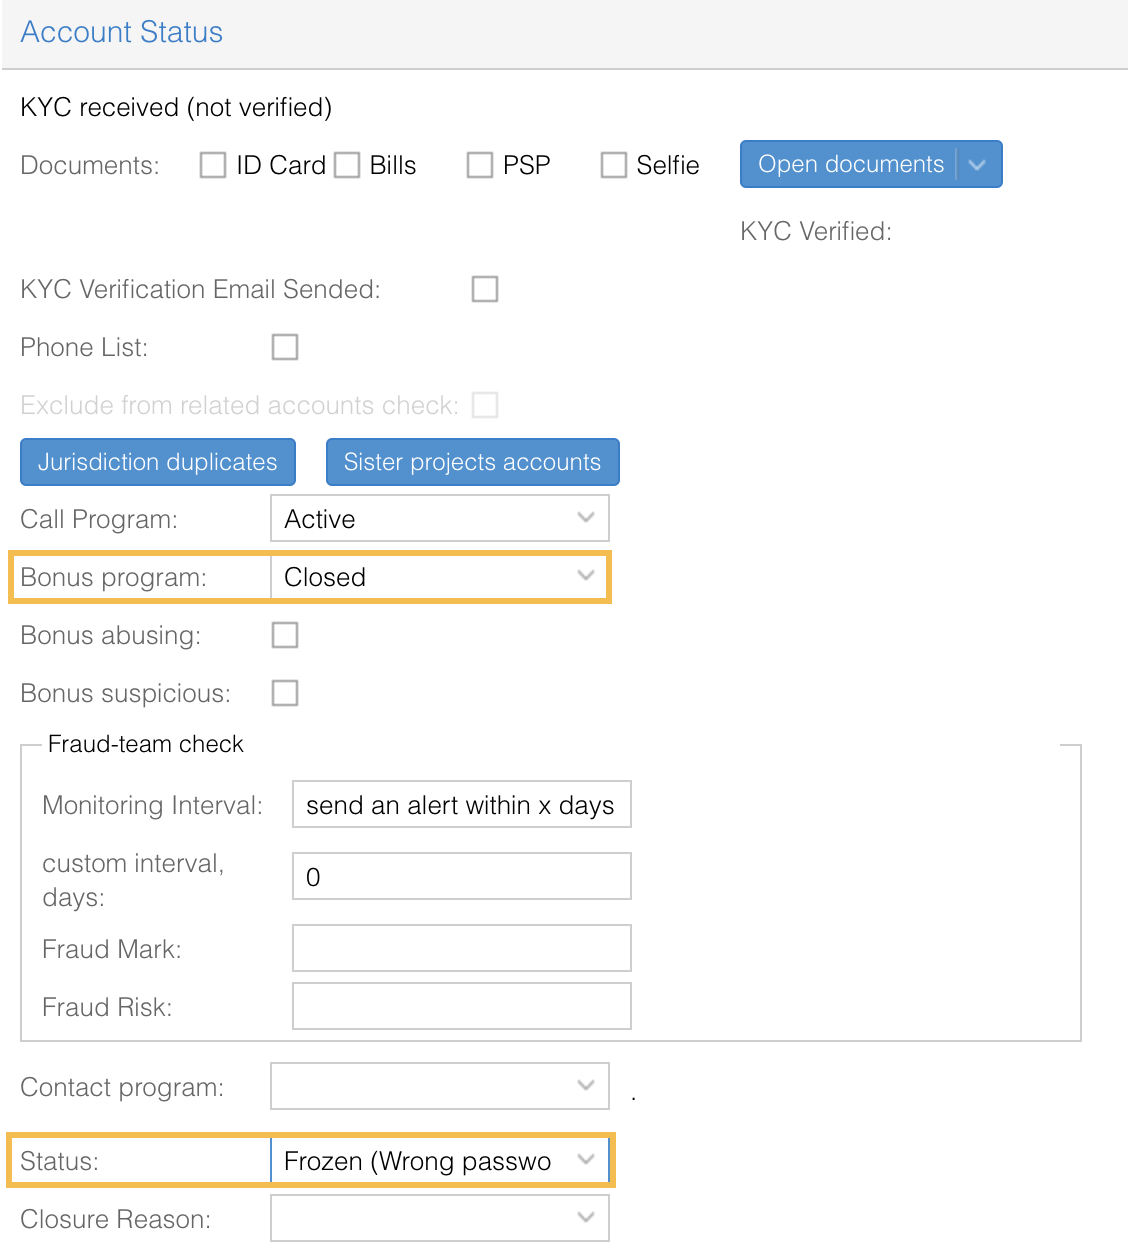 Account Status
KYC received (not verified)
Documents: ID Card Bills PSP Selfie Open documents
KYC Verified:
KYC Verification Email Sended:
Phone List:
Exclude from related accounts check:
Jurisdiction duplicates Sister projects accounts
Call Program: Active
Bonus program: Closed
Bonus abusing:
Bonus suspicious:
Fraud-team check
Monitoring Interval: send an alert within x days
custom interval,
days: 0
Fraud Mark:
Fraud Risk:
Contact program: .
Status: Frozen (Wrong passwo
Closure Reason: